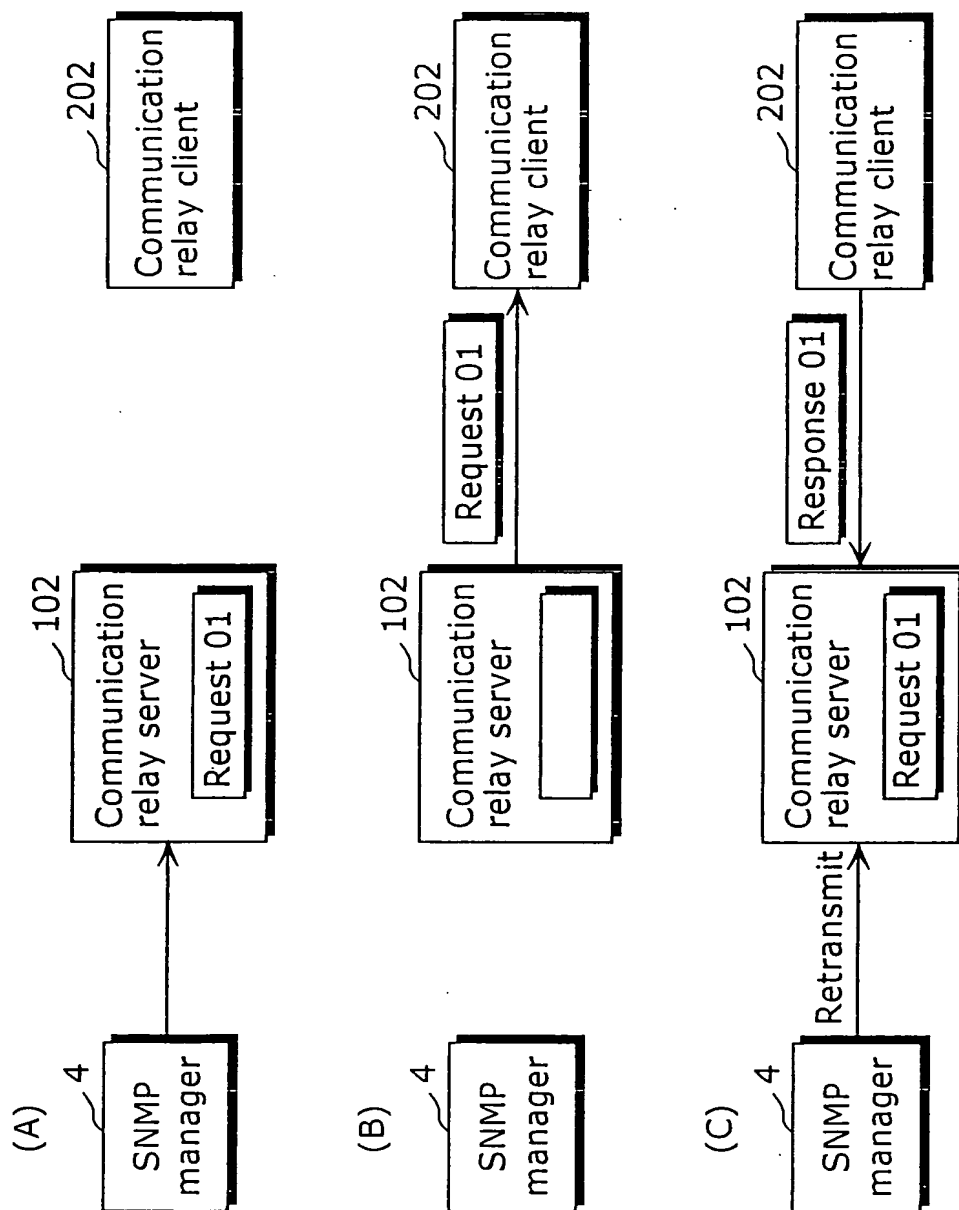 (A)
4
SNMP
manager
102
Communication
relay server
Request 01
202
Communication
relay client
(B)
4
SNMP
manager
102
Communication
relay server
Request 01
202
Communication
relay client
(C)
4
SNMP
manager
Retransmit
102
Communication
relay server
Request 01
Response 01
202
Communication
relay client